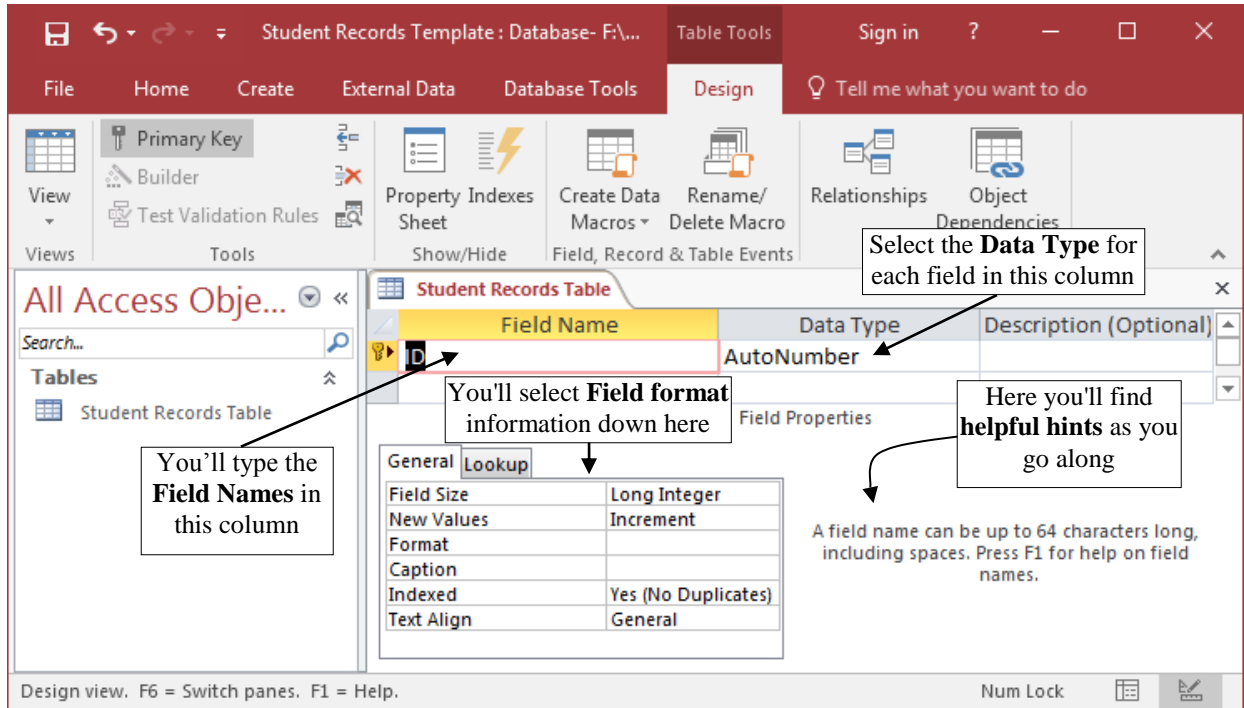 Student Records Template : Database- F:\... Table Tools Sign in ?
File Home Create External Data Database Tools Design Tell me what you want to do
View
Views
Primary Key
Builder
Test Validation Rules
Tools
Property Sheet
Indexes
Show/Hide
Create Data Macros
Rename/ Delete Macro
Field, Record & Table Events
Relationships
Object
Dependencies
Select the Data Type for
each field in this column
All Access Obje... «
Search...
Tables
Student Records Table
Student Records Table
Field Name Data Type Description (Optional)
ID AutoNumber
You'll select Field format
information down here
Field Properties
Here you'll find
helpful hints as you
go along
You’ll type the
Field Names in
this column
General Lookup
Field Size Long Integer
New Values Increment
Format
Caption
Indexed Yes (No Duplicates)
Text Align General
A field name can be up to 64 characters long,
including spaces. Press F1 for help on field
names.
Design view. F6 = Switch panes. F1 = Help. Num Lock